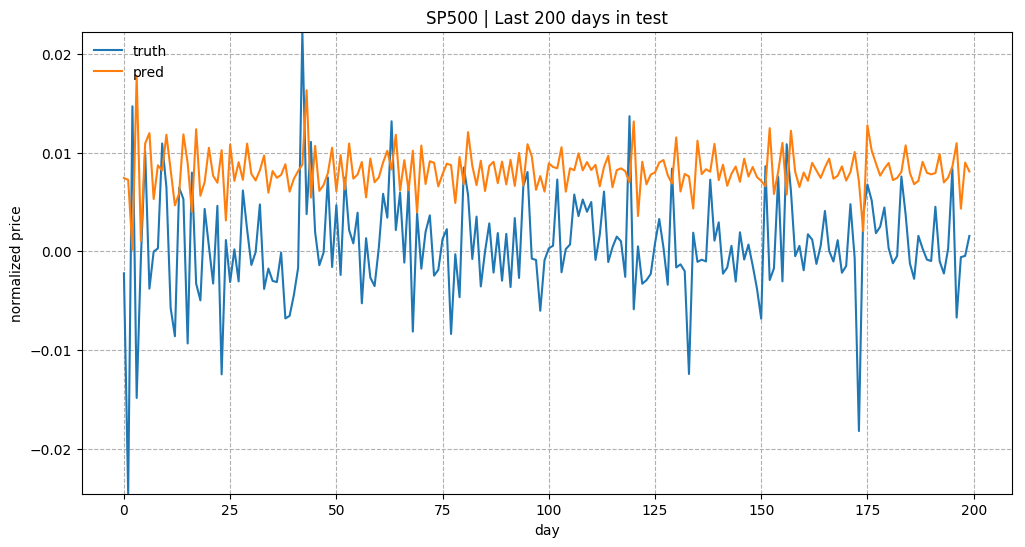 SP500 | Last 200 days in test
truth
pred
0.02
0.01
0.00
−0.01
−0.02
normalized price
0 25 50 75 100 125 150 175 200
day